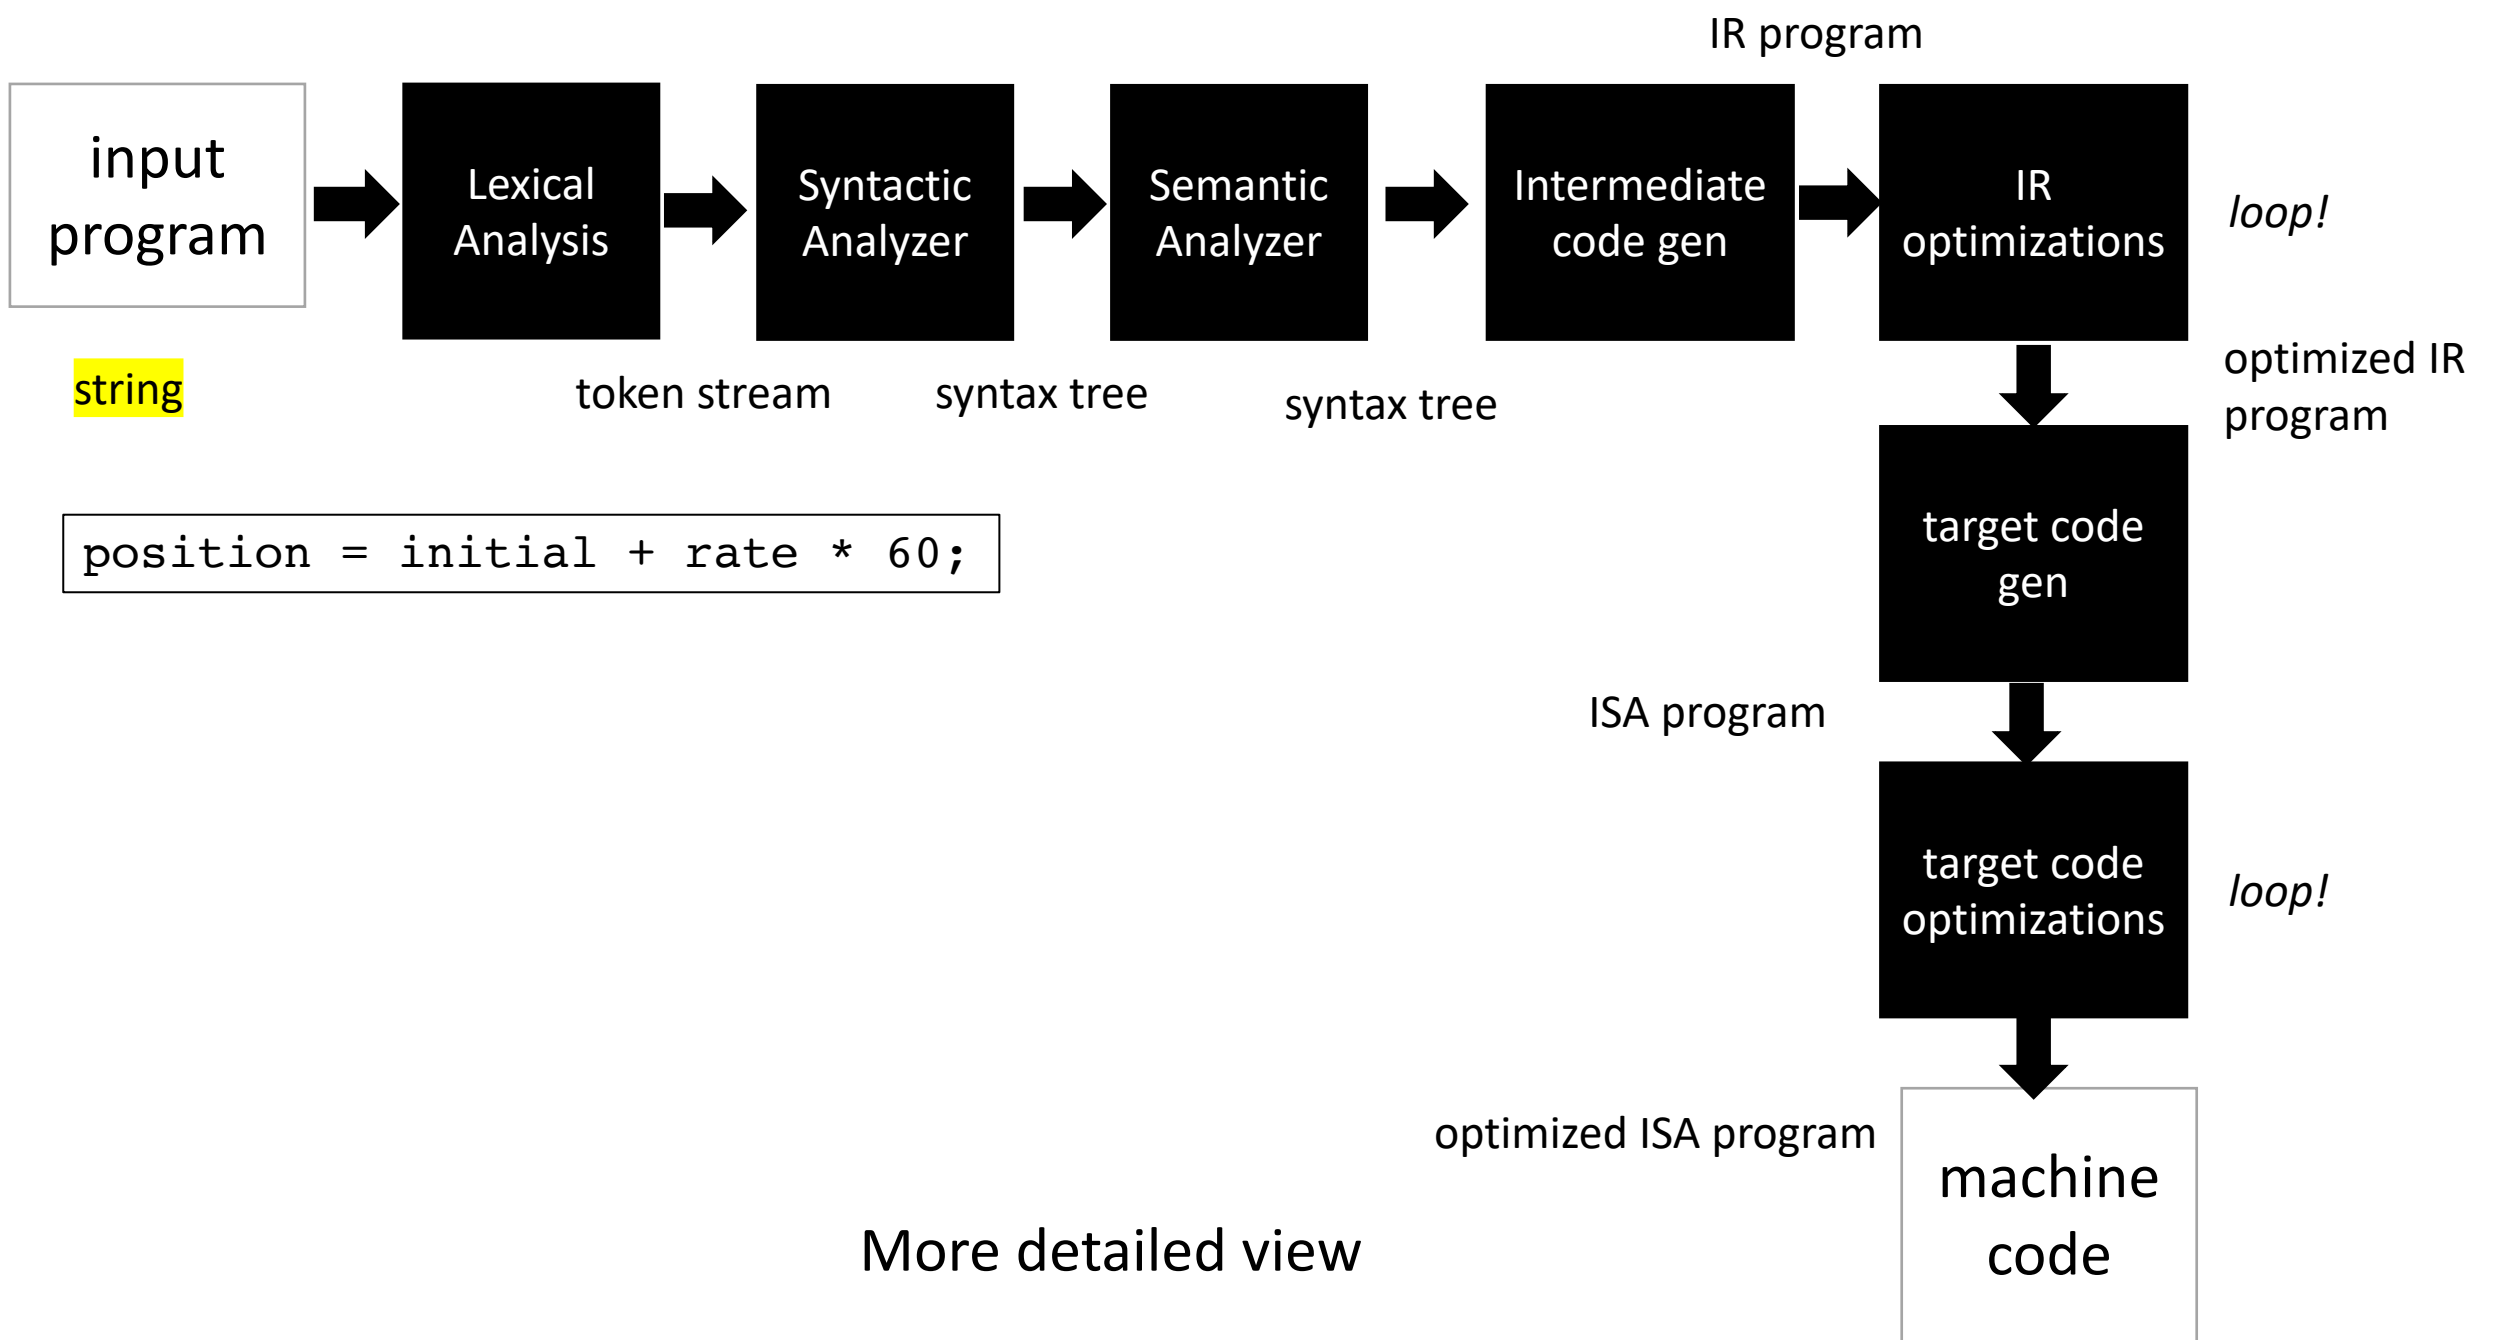 IR program
input
program
Lexical
Analysis
Syntactic
Analyzer
Semantic
Analyzer
Intermediate
code gen
IR
optimizations
loop!
string
token stream
syntax tree
syntax tree
optimized IR
program
position = initial + rate * 60;
target code
gen
ISA program
target code
optimizations
loop!
optimized ISA program
machine
code
More detailed view